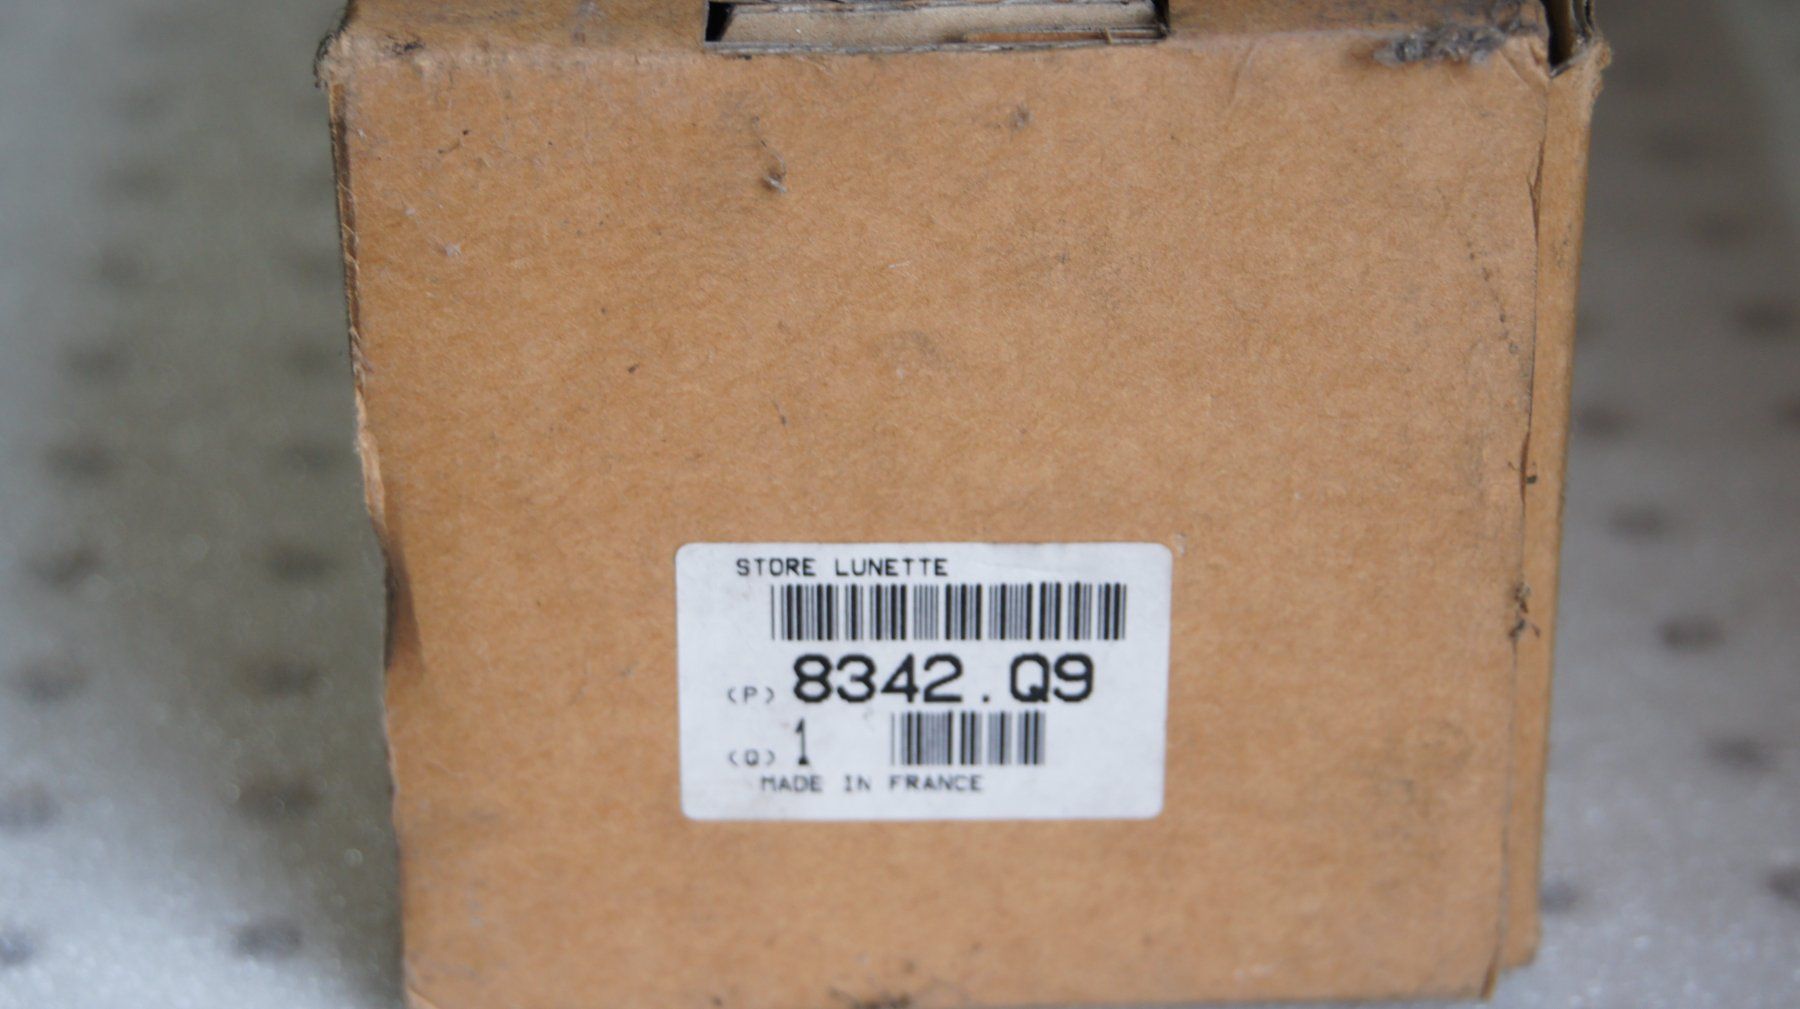 STORE LUNETTE
(P) 8342.Q9
(Q) 1
MADE IN FRANCE